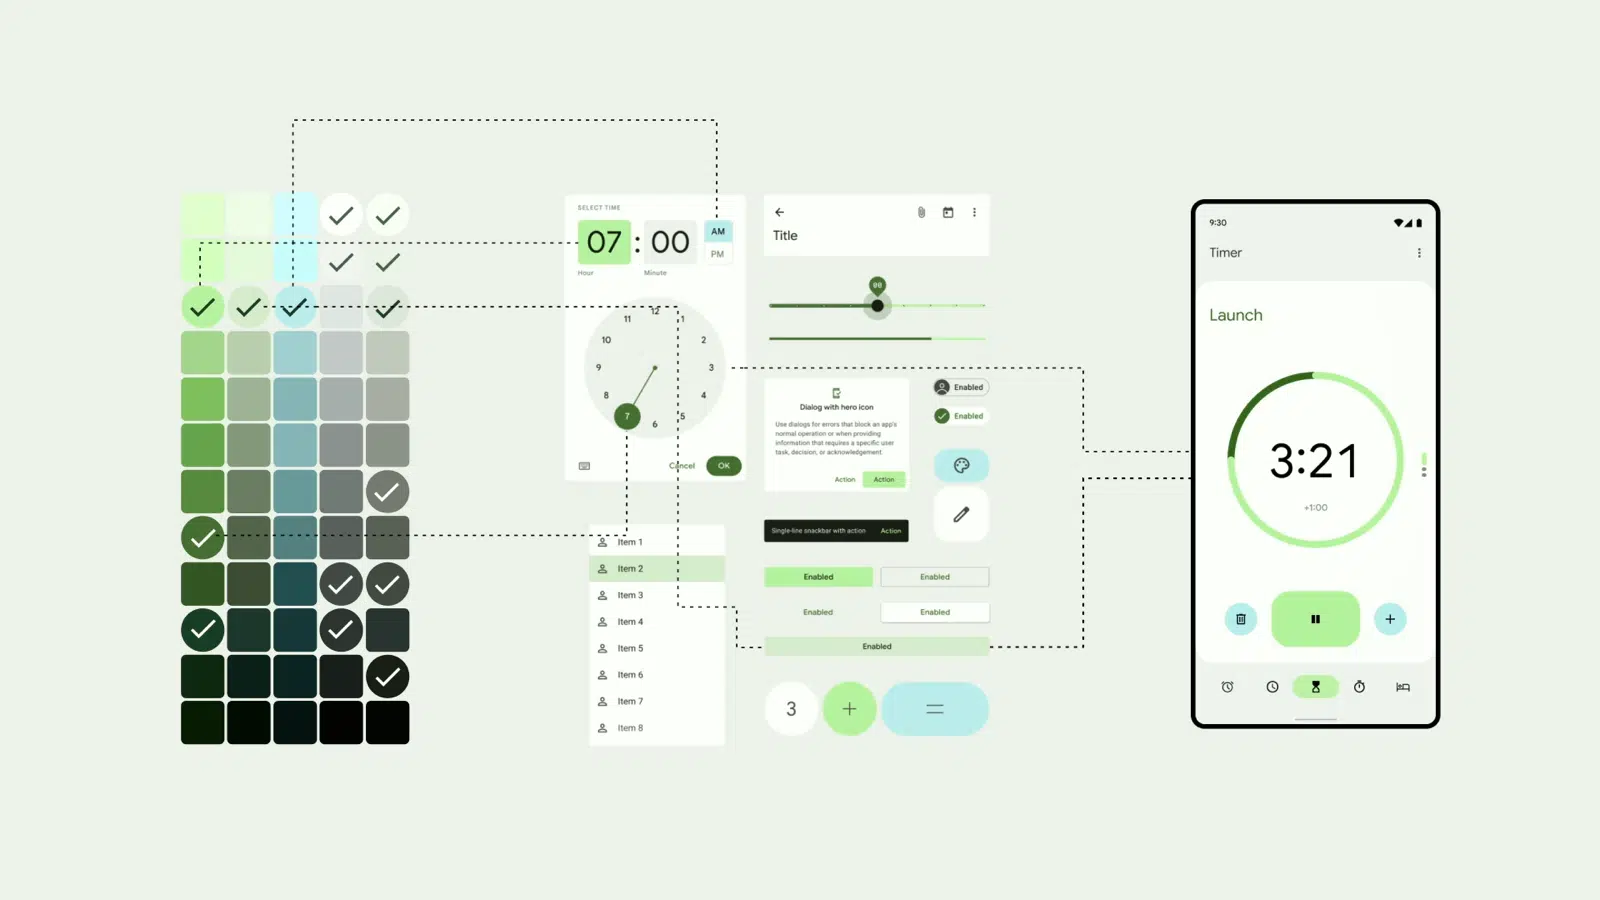 SELECT TIME
07 : 00
AM
PM
Hour
Minute
12
1
2
3
4
5
6
7
8
9
10
11
Cancel
OK
Item 1
Item 2
Item 3
Item 4
Item 5
Item 6
Item 7
Item 8
Title
00
Dialog with hero icon
Use dialogs for errors that block an app's
normal operation or when providing
information that requires a specific user
task, decision, or acknowledgement.
Action
Action
Enabled
Enabled
Single-line snackbar with action
Action
Enabled
Enabled
Enabled
Enabled
Enabled
3
+
=
9:30
Timer
Launch
3:21
+1:00